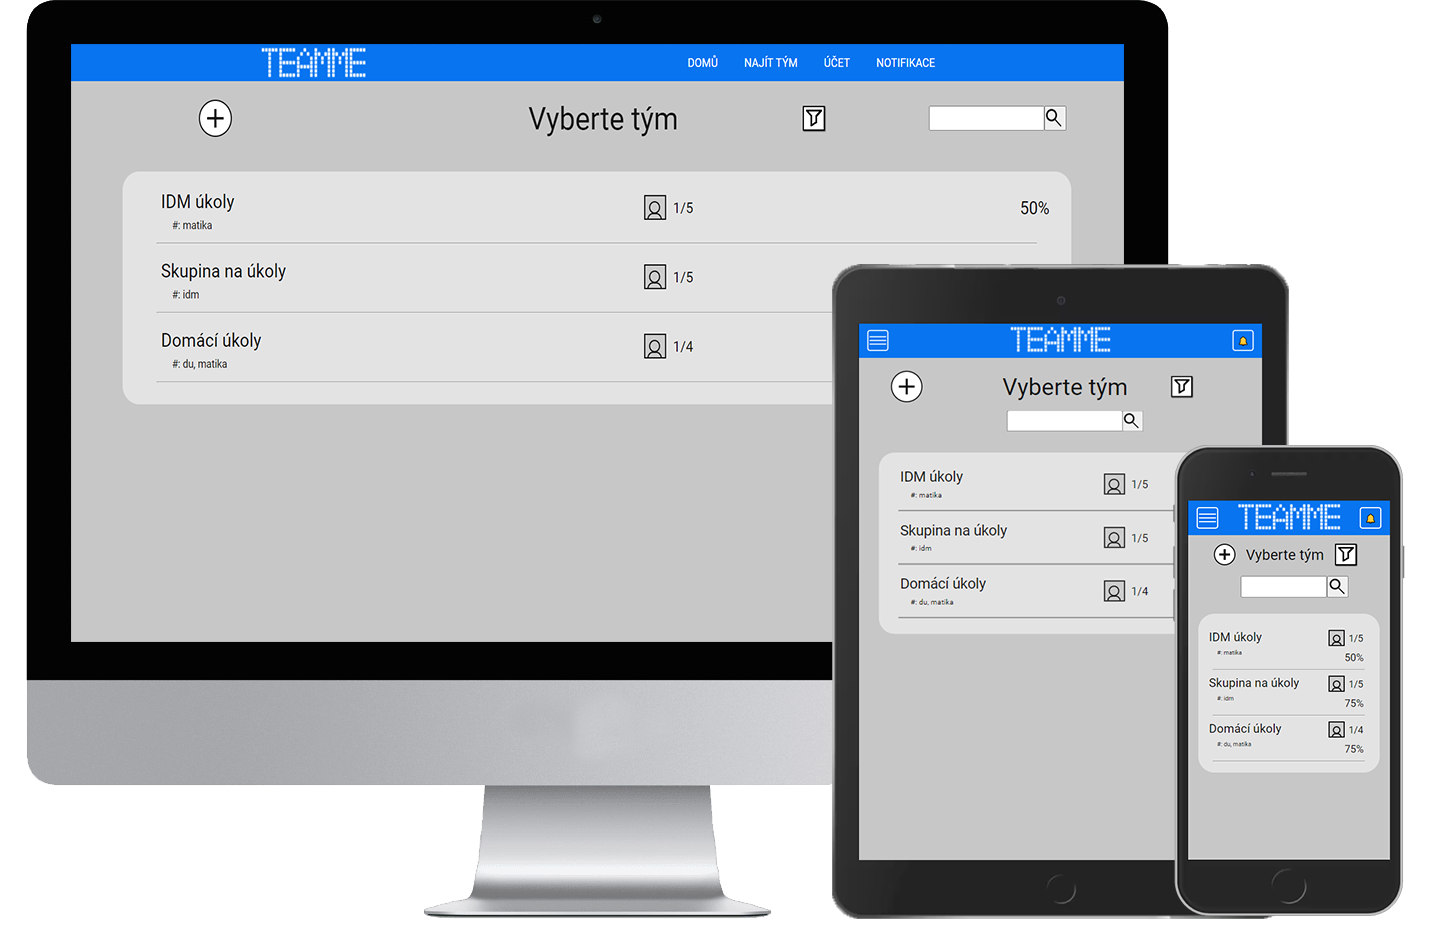 TEAMME
DOMŮ NAJÍT TÝM ÚČET NOTIFIKACE
Vyberte tým
IDM úkoly 1/5 50%
#: matika
Skupina na úkoly 1/5
#: idm
Domácí úkoly 1/4
#: du, matika
TEAMME
Vyberte tým
IDM úkoly 1/5
#: matika
Skupina na úkoly 1/5
#: idm
Domácí úkoly 1/4
#: du, matika
TEAMME
Vyberte tým
IDM úkoly 1/5
#: matika 50%
Skupina na úkoly 1/5
#: idm 75%
Domácí úkoly 1/4
#: du, matika 75%